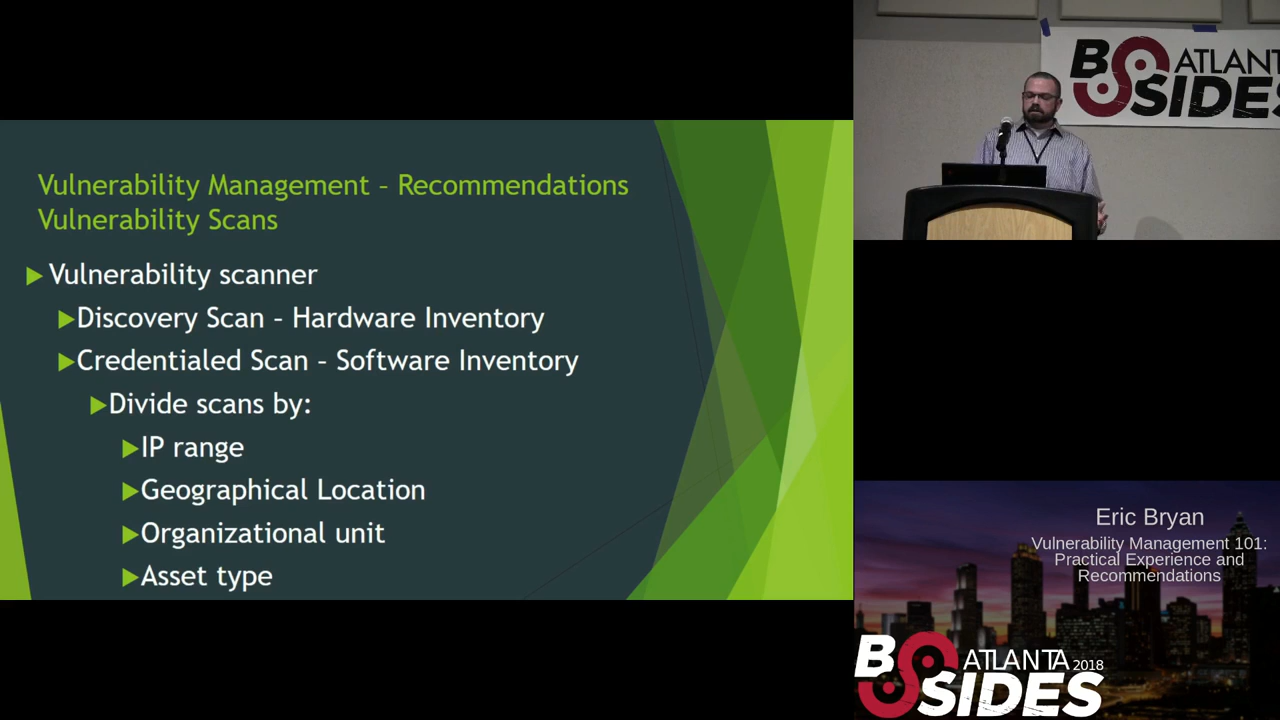 Vulnerability Management – Recommendations
Vulnerability Scans
Vulnerability scanner
Discovery Scan – Hardware Inventory
Credentialed Scan – Software Inventory
Divide scans by:
IP range
Geographical Location
Organizational unit
Asset type
BSIDES ATLANT
Eric Bryan
Vulnerability Management 101:
Practical Experience and
Recommendations
BSIDES ATLANTA 2018